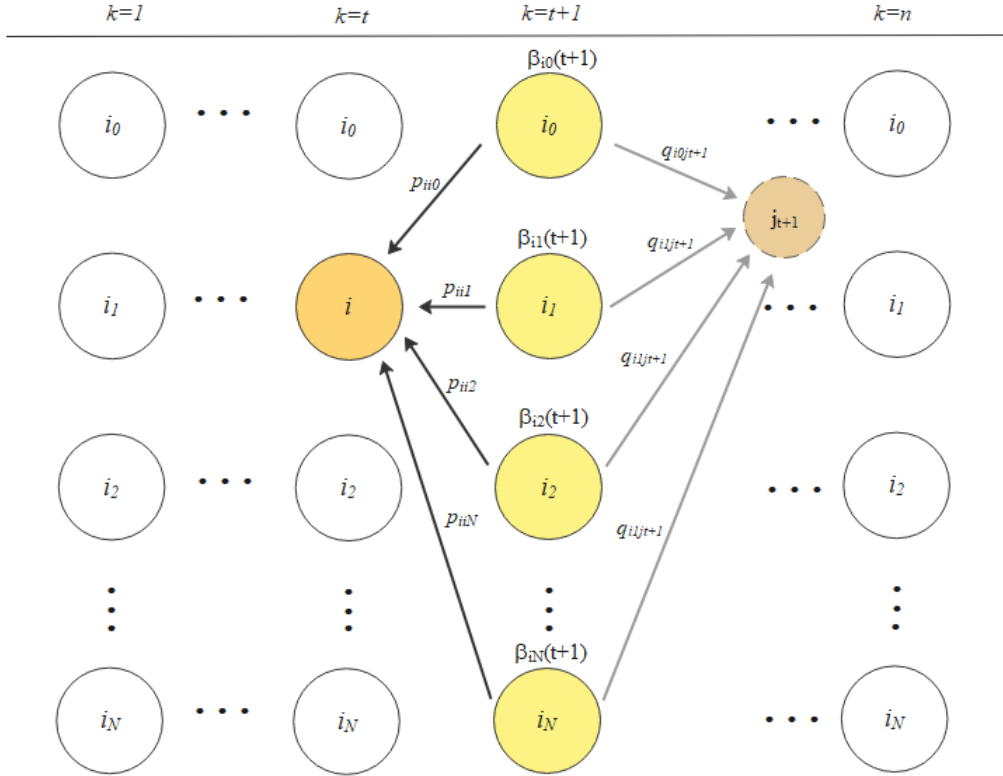 k=1 k=t k=t+1 k=n
βi0(t+1)
i0 i0 i0 i0
qi0jt+1
pii0
jt+1
βi1(t+1)
qi1jt+1
pii1
i1 i i1 i1
qi1jt+1
pii2
βi2(t+1)
i2 i2 i2 i2
piiN
qi1jt+1
βiN(t+1)
iN iN iN iN